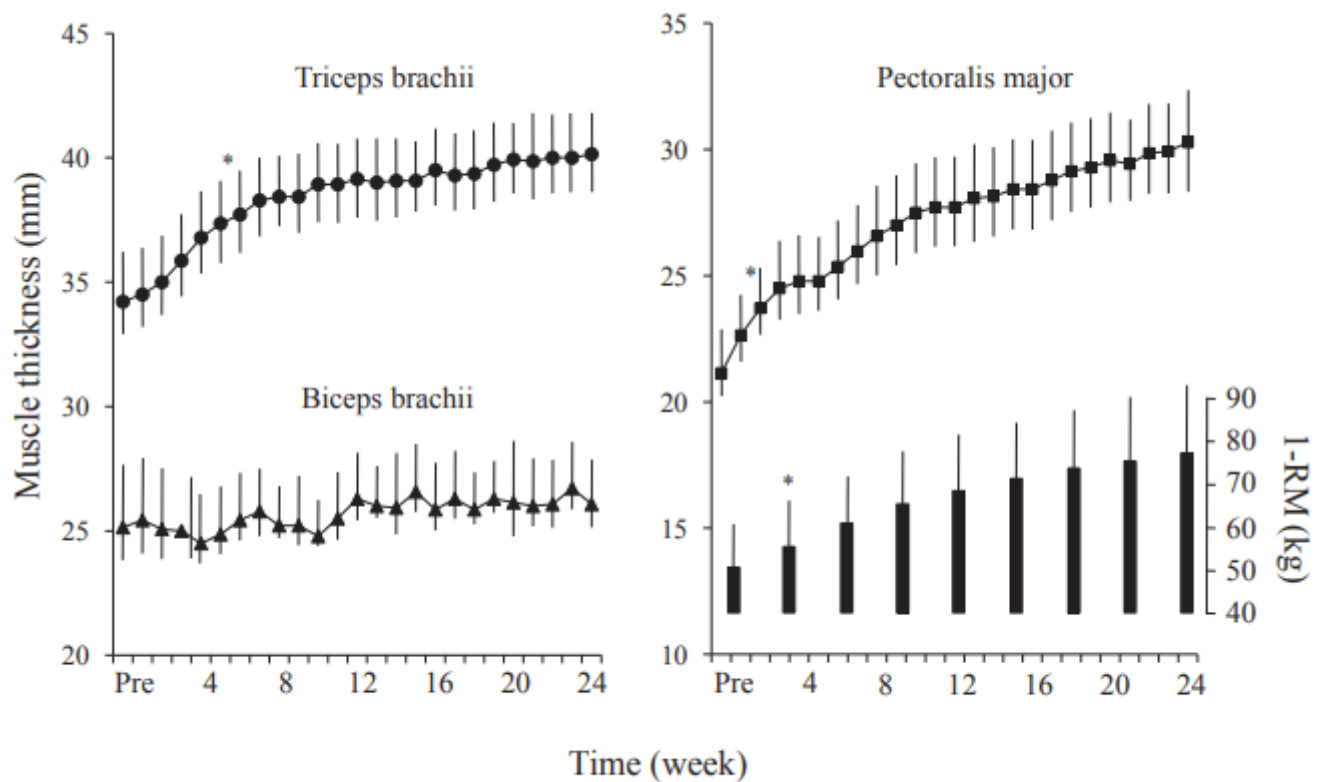 45
40
35
30
25
20
Muscle thickness (mm)
Triceps brachii
*
Biceps brachii
Pre 4 8 12 16 20 24
35
30
25
20
15
10
Pectoralis major
*
*
90
80
70
60
50
40
1-RM (kg)
Pre 4 8 12 16 20 24
Time (week)